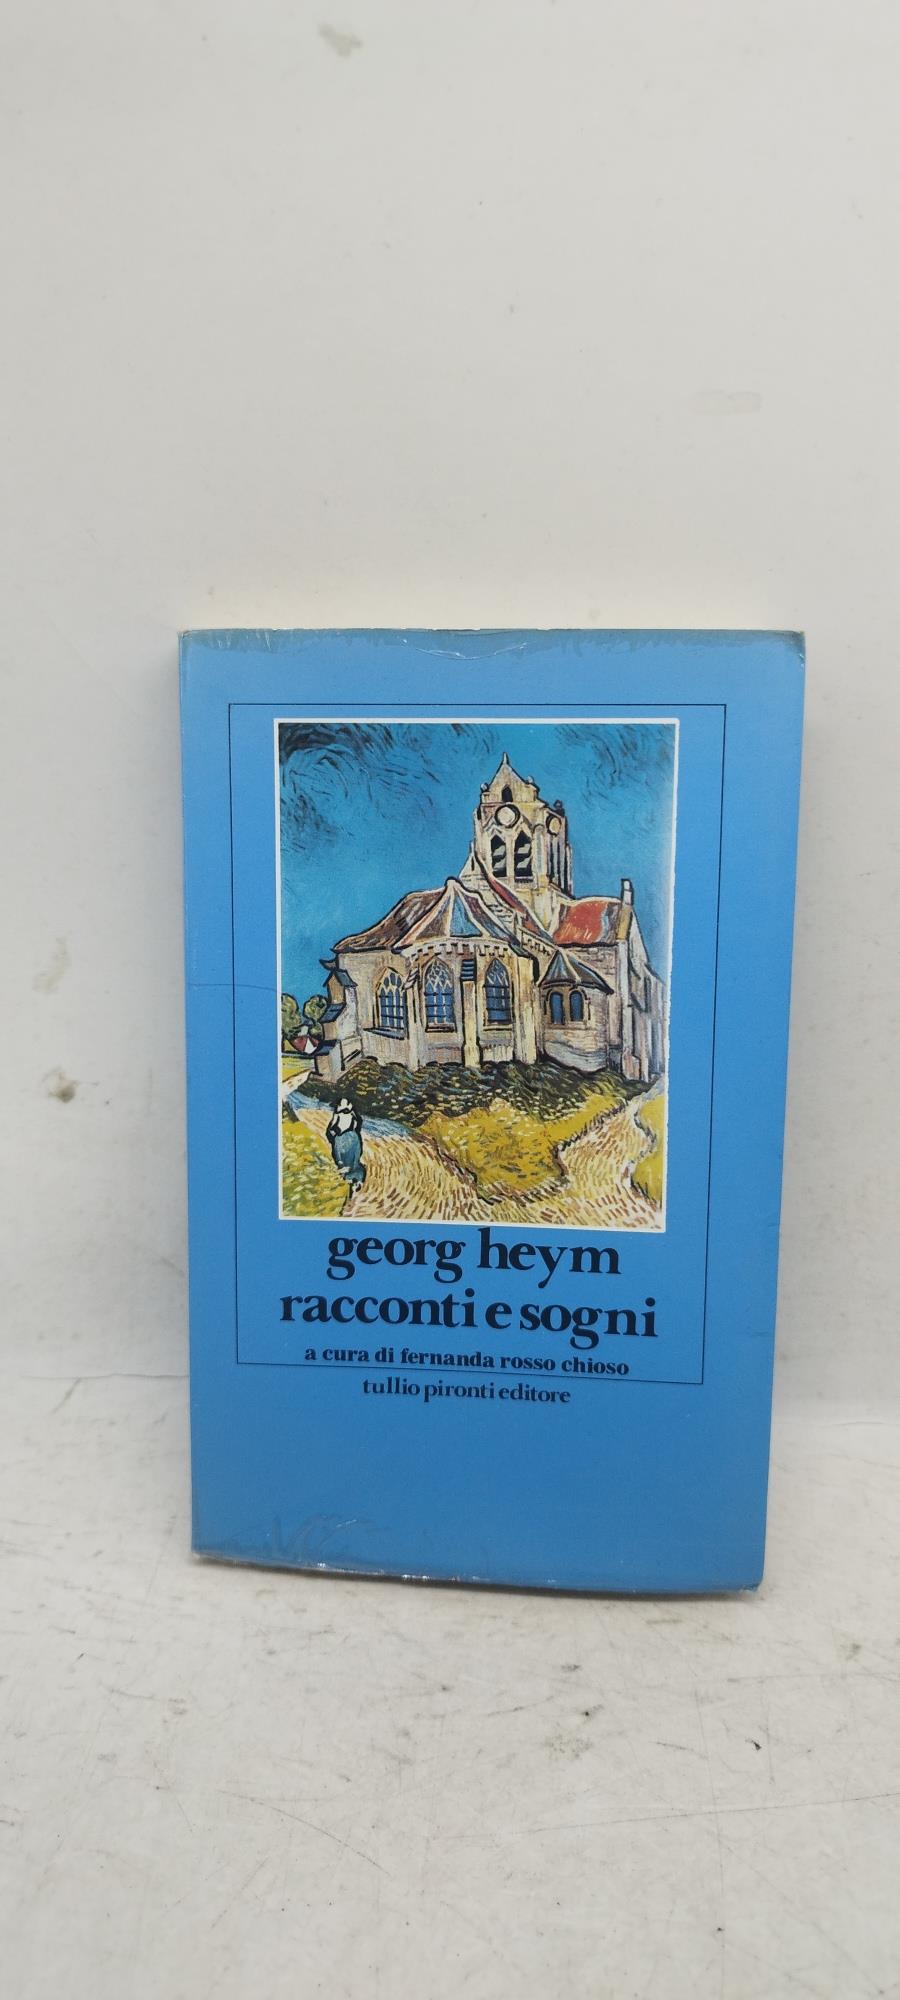 georg heym
racconti e sogni
a cura di fernanda rosso chioso
tullio pironti editore